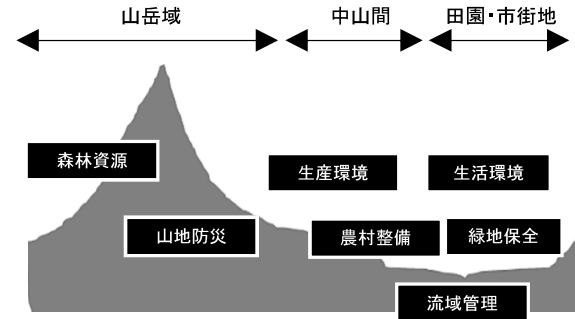 山岳域
中山間
田園・市街地
森林資源
生産環境
生活環境
山地防災
農村整備
緑地保全
流域管理